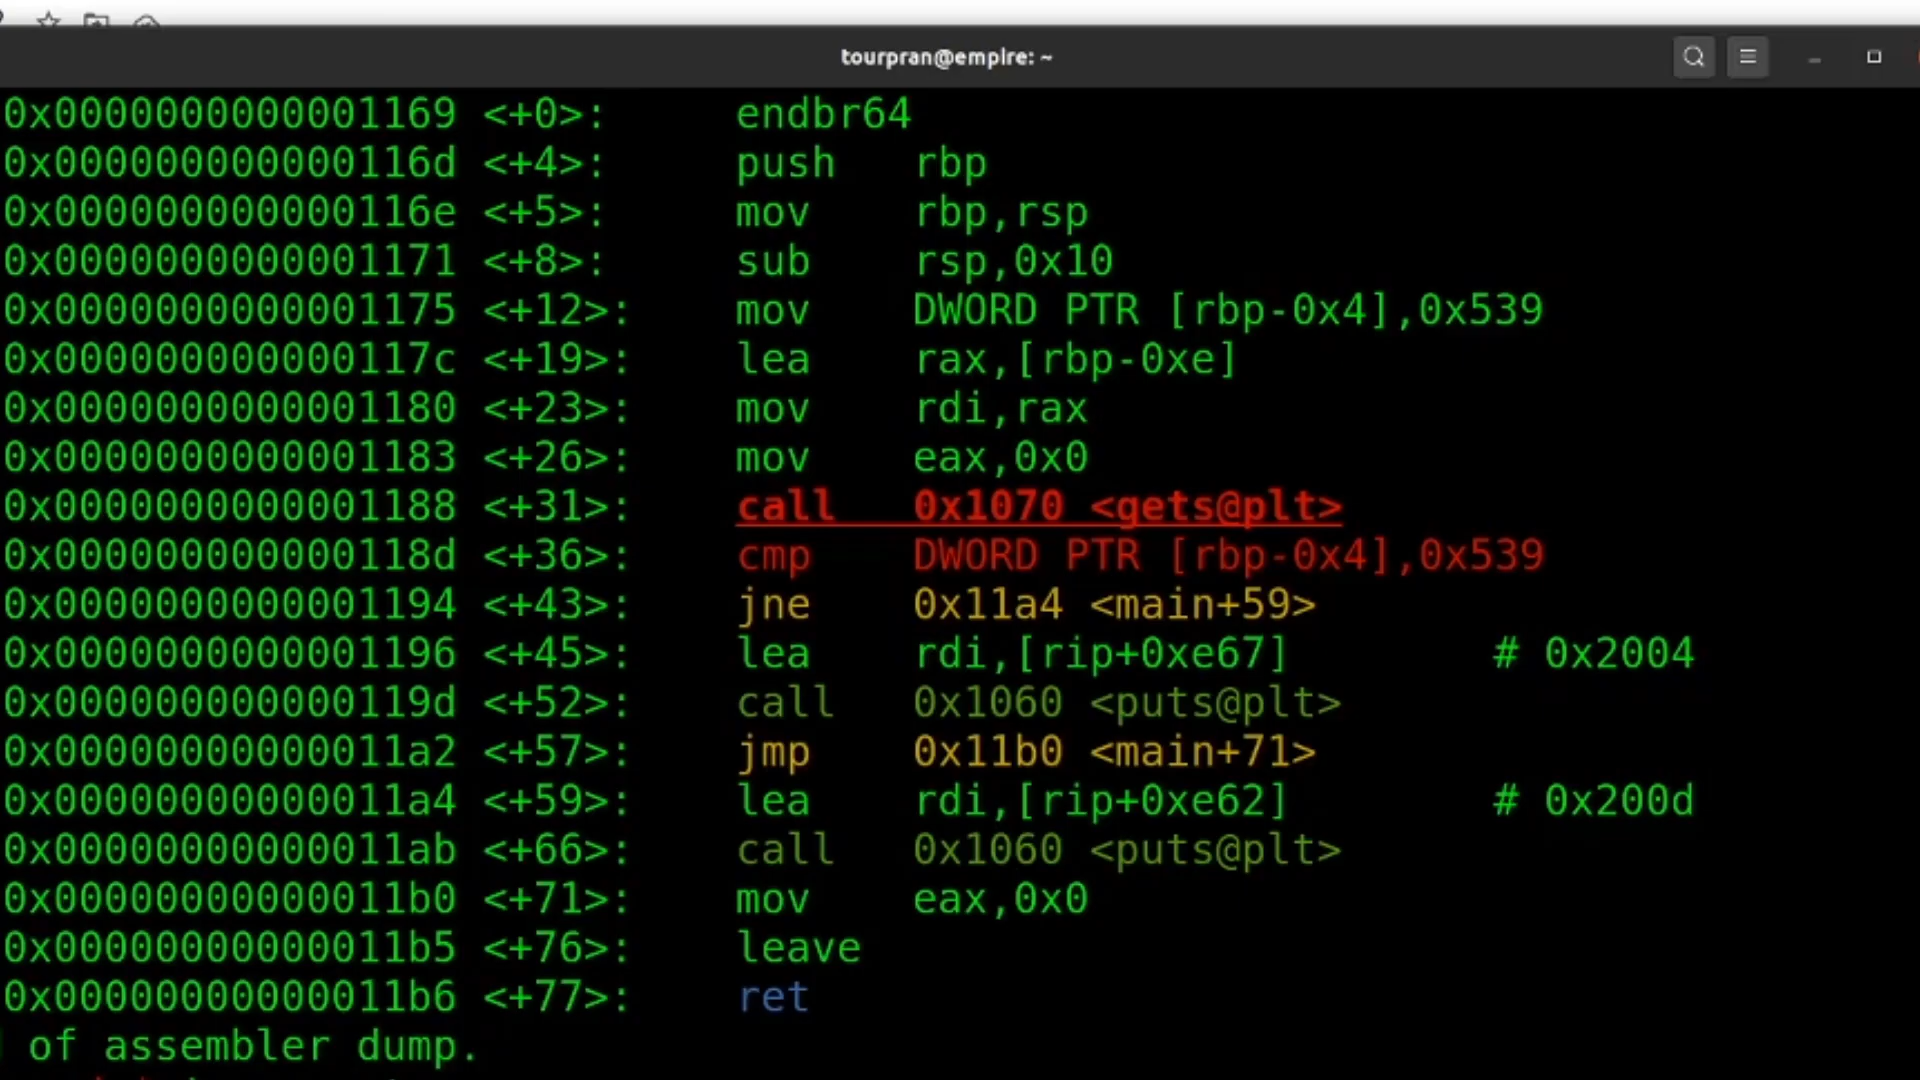 tourpran@empire: ~
0x0000000000001169 <+0>: endbr64
0x000000000000116d <+4>: push rbp
0x000000000000116e <+5>: mov rbp,rsp
0x0000000000001171 <+8>: sub rsp,0x10
0x0000000000001175 <+12>: mov DWORD PTR [rbp-0x4],0x539
0x000000000000117c <+19>: lea rax,[rbp-0xe]
0x0000000000001180 <+23>: mov rdi,rax
0x0000000000001183 <+26>: mov eax,0x0
0x0000000000001188 <+31>: call 0x1070 <gets@plt>
0x000000000000118d <+36>: cmp DWORD PTR [rbp-0x4],0x539
0x0000000000001194 <+43>: jne 0x11a4 <main+59>
0x0000000000001196 <+45>: lea rdi,[rip+0xe67] # 0x2004
0x000000000000119d <+52>: call 0x1060 <puts@plt>
0x00000000000011a2 <+57>: jmp 0x11b0 <main+71>
0x00000000000011a4 <+59>: lea rdi,[rip+0xe62] # 0x200d
0x00000000000011ab <+66>: call 0x1060 <puts@plt>
0x00000000000011b0 <+71>: mov eax,0x0
0x00000000000011b5 <+76>: leave
0x00000000000011b6 <+77>: ret
of assembler dump.